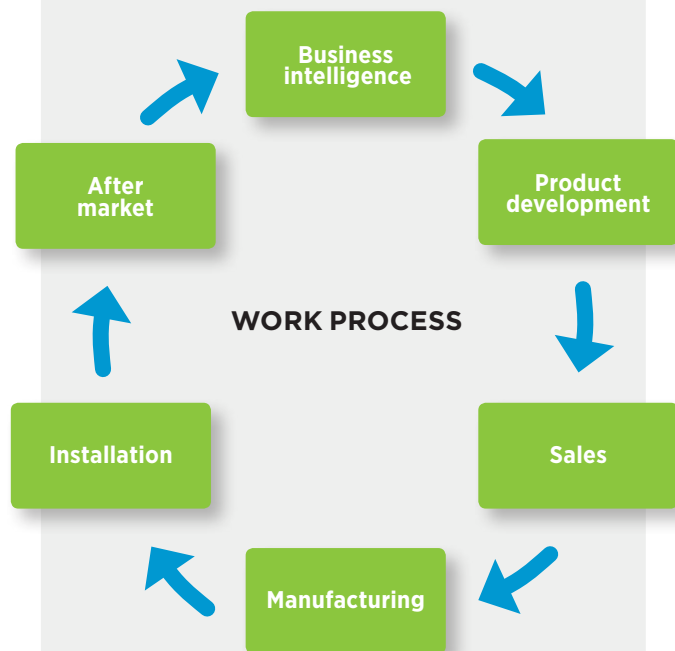 Business
intelligence
Product
development
Sales
Manufacturing
Installation
After
market
WORK PROCESS